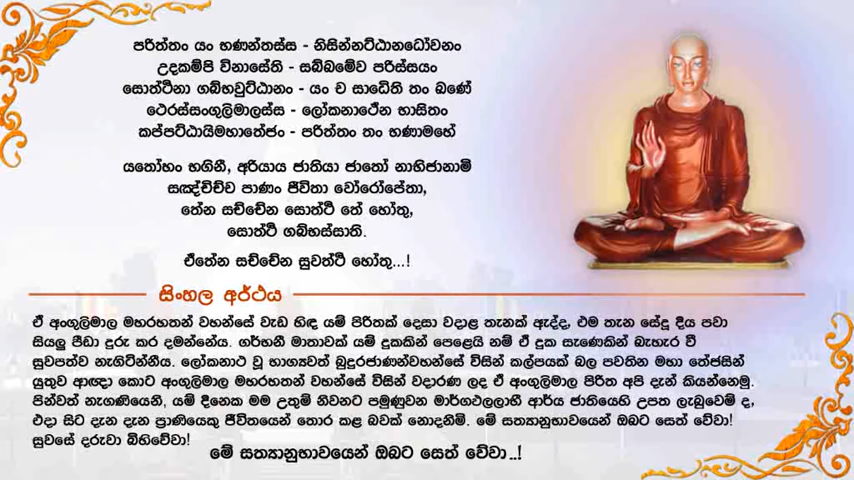 පරිත්තං යං භණන්තස්ස - නිසින්නට්ඨානධෝවනං
උදකම්පි විනාසේති - සබ්බමේව පරිස්සයං
සොත්ථිනා ගබ්භවුට්ඨානං - යං ච සාධෙති තං ඛණේ
ථෙරස්සංගුලිමාලස්ස - ලෝකනාථේන භාසිතං
කප්පට්ඨායිමහාතේජං - පරිත්තං තං භණාමහේ
යතෝහං භගිනී, අරියාය ජාතියා ජාතෝ නාභිජානාමි
සඤ්චිච්ච පාණං ජීවිතා වෝරෝපේතා,
තේන සච්චේන සොත්ථි තේ හෝතු,
සොත්ථි ගබ්භස්සාති.
ඒතේන සච්චේන සුවත්ථි හෝතු...!
සිංහල අර්ථය
ඒ අංගුලිමාල මහරහතන් වහන්සේ වැඩ හිඳ යම් පිරිතක් දෙසා වදාළ තැනක් ඇද්ද, එම තැන සේදූ දිය පවා
සියලු පීඩා දුරු කර දමන්නේය. ගර්භනී මාතාවක් යම් දුකකින් පෙළෙයි නම් ඒ දුක සැණෙකින් බැහැර වී
සුවපත්ව නැගිටින්නීය. ලෝකනාථ වූ භාග්‍යවත් බුදුරජාණන්වහන්සේ විසින් කල්පයක් බල පවතින මහා තේජසින්
යුතුව ආඥා කොට අංගුලිමාල මහරහතන් වහන්සේ විසින් වදාරණ ලද ඒ අංගුලිමාල පිරිත අපි දැන් කියන්නෙමු.
පින්වත් නැගණියෙනි, යම් දිනෙක මම උතුම් නිවනට පමුණුවන මාර්ගඵලලාභී ආර්ය ජාතියෙහි උපත ලැබුවෙම් ද,
එදා සිට දැන දැන ප්‍රාණියෙකු ජීවිතයෙන් තොර කළ බවක් නොදනිමි. මේ සත්‍යානුභාවයෙන් ඔබට සෙත් වේවා!
සුවසේ දරුවා බිහිවේවා!
මේ සත්‍යානුභාවයෙන් ඔබට සෙත් වේවා..!